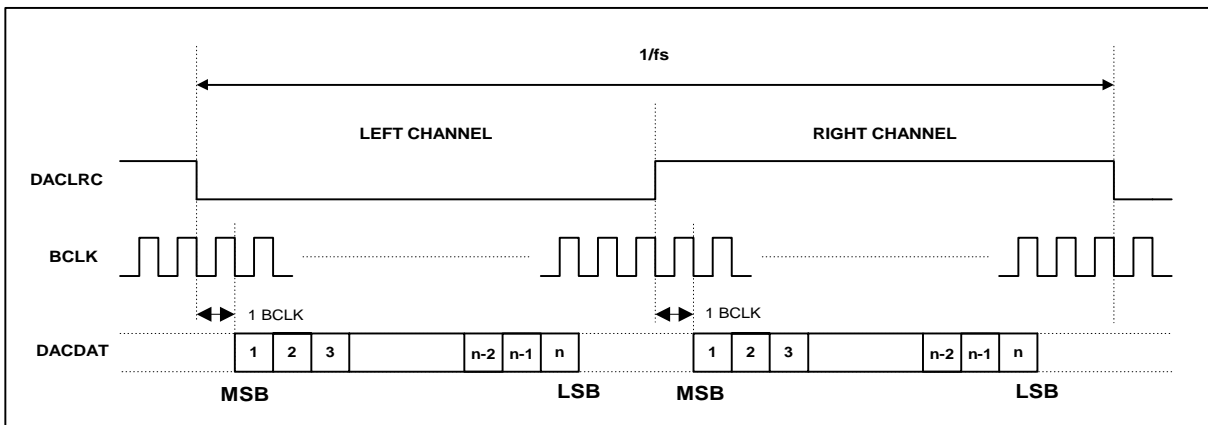 1/fs
LEFT CHANNEL RIGHT CHANNEL
DACLRC
BCLK
1 BCLK 1 BCLK
DACDAT 1 2 3 n-2 n-1 n 1 2 3 n-2 n-1 n
MSB LSB MSB LSB